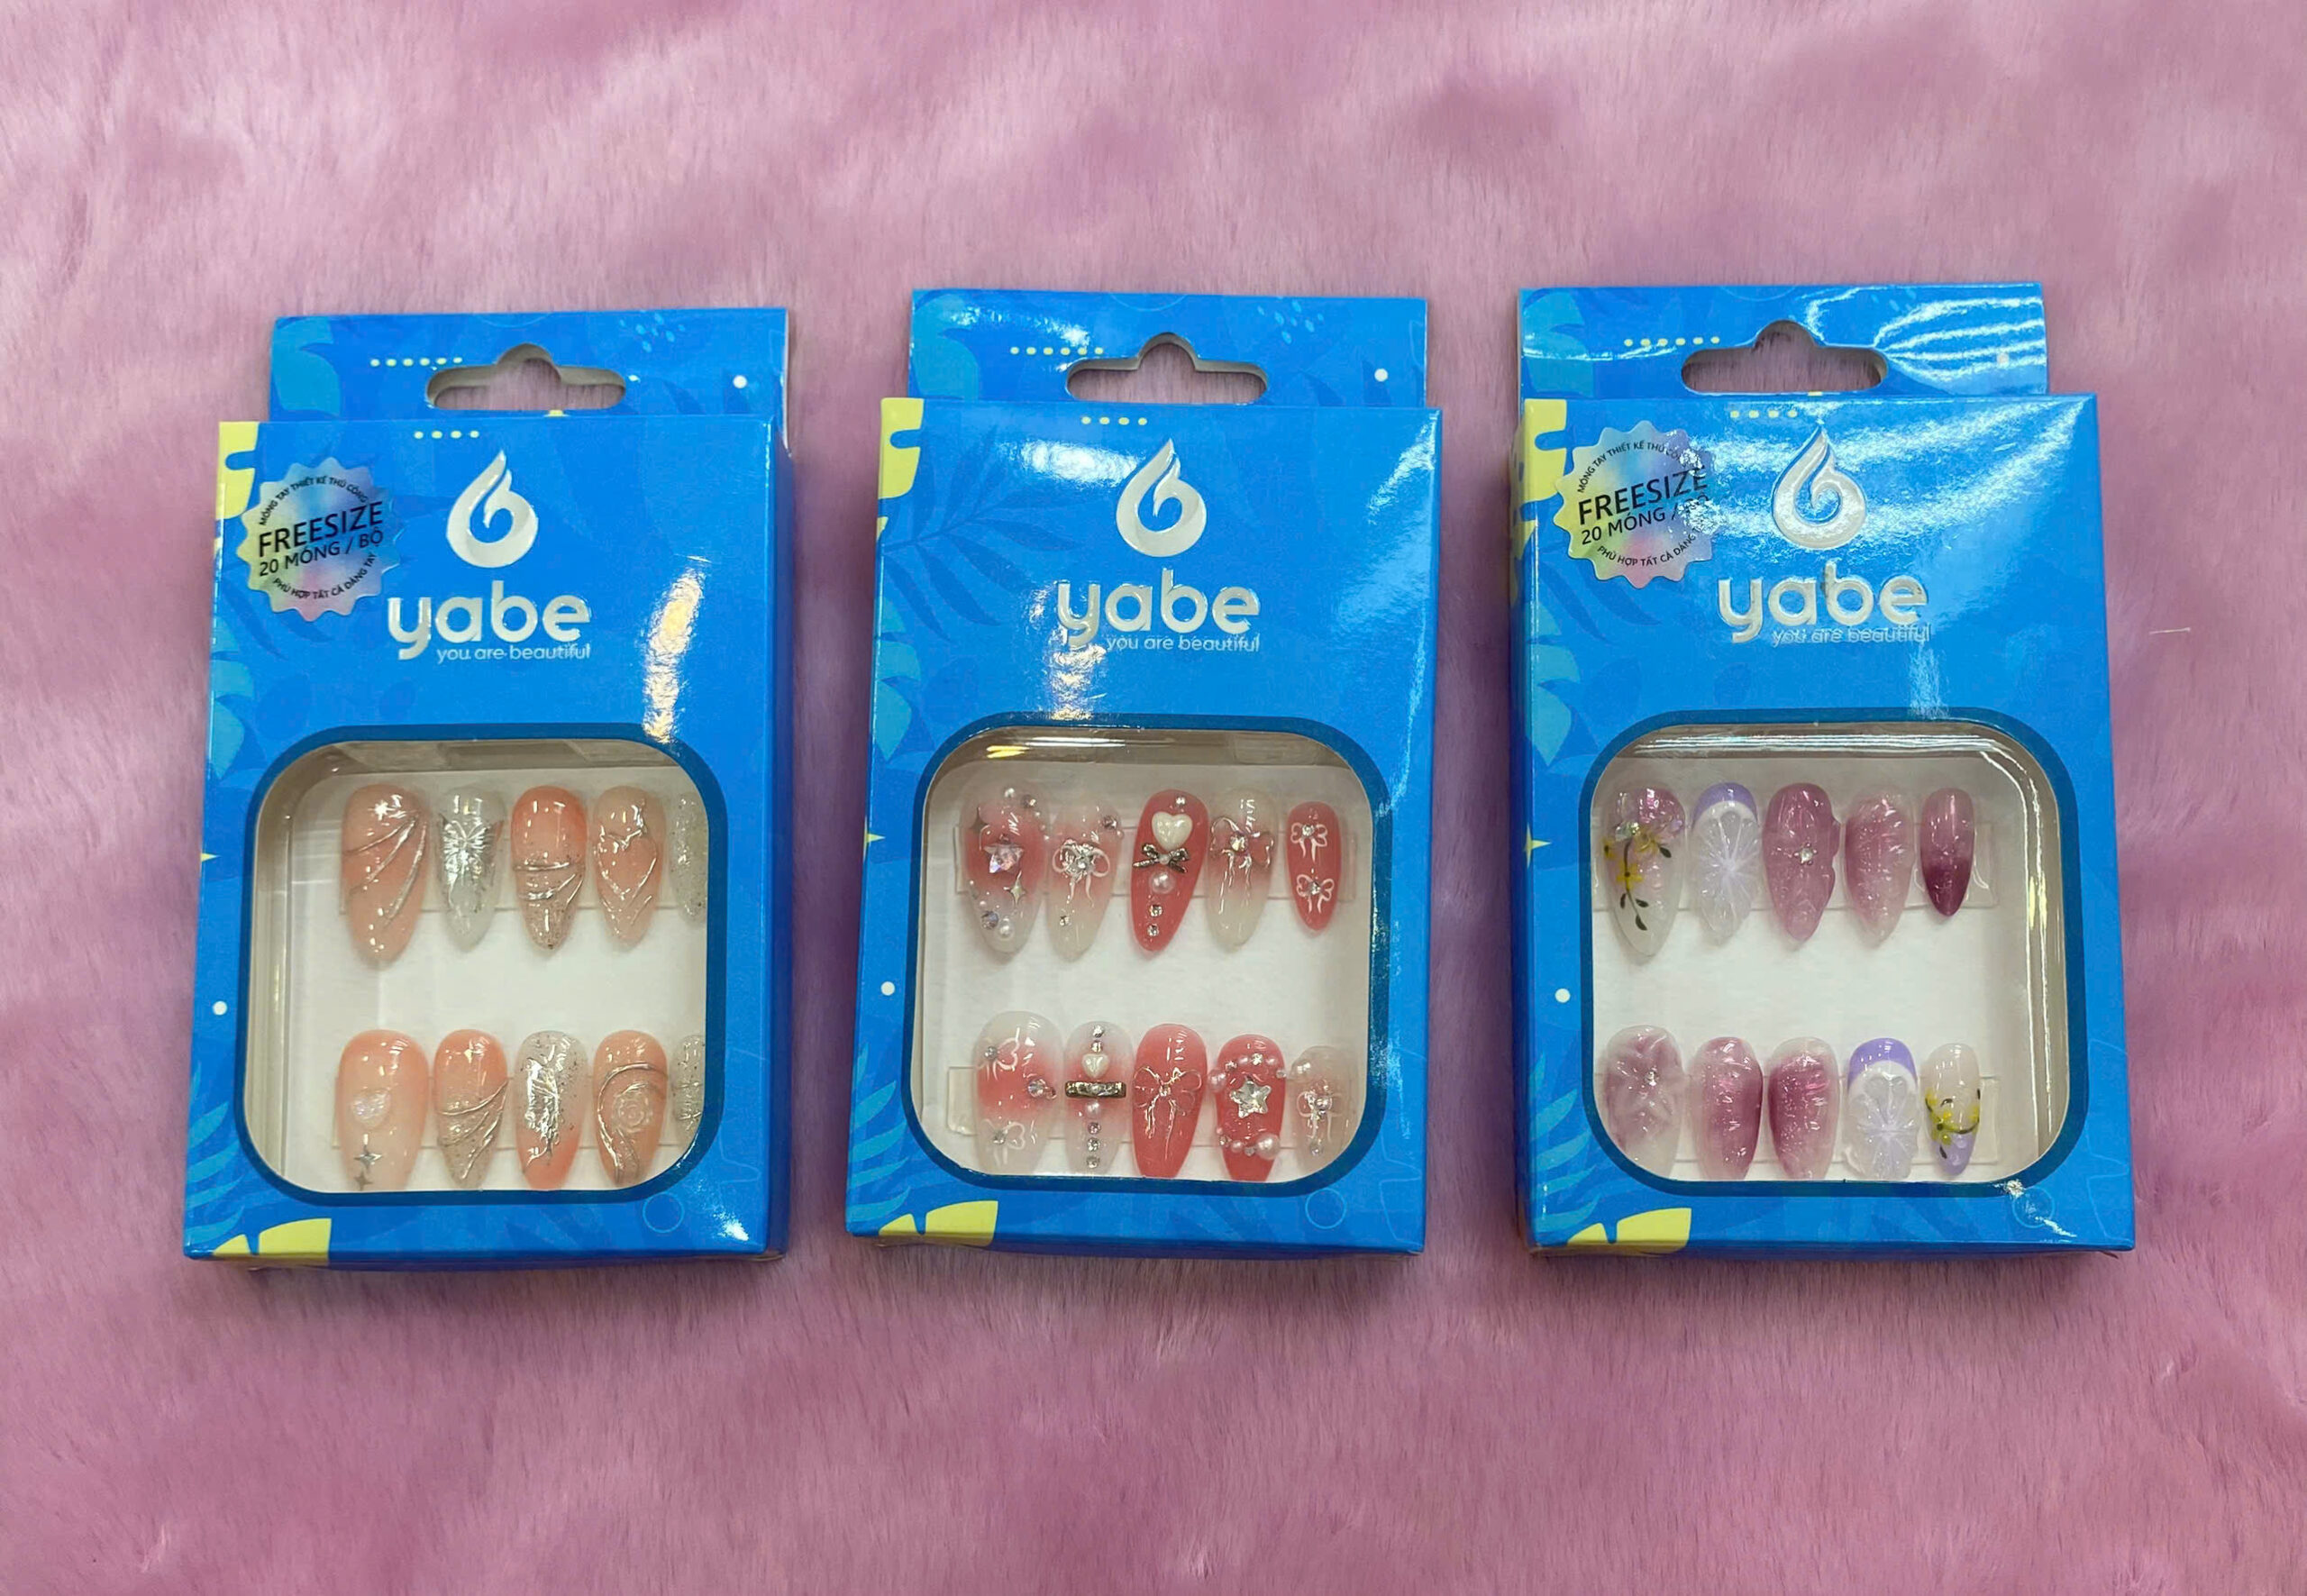 MÓNG TAY THIẾT KẾ THỦ CÔNG
FREESIZE
20 MÓNG / BỘ
PHÙ HỢP TẤT CẢ DÁNG TAY
yabe
you are beautiful
yabe
you are beautiful
MÓNG TAY THIẾT KẾ THỦ CÔNG
FREESIZE
20 MÓNG / BỘ
PHÙ HỢP TẤT CẢ DÁNG TAY
yabe
you are beautiful